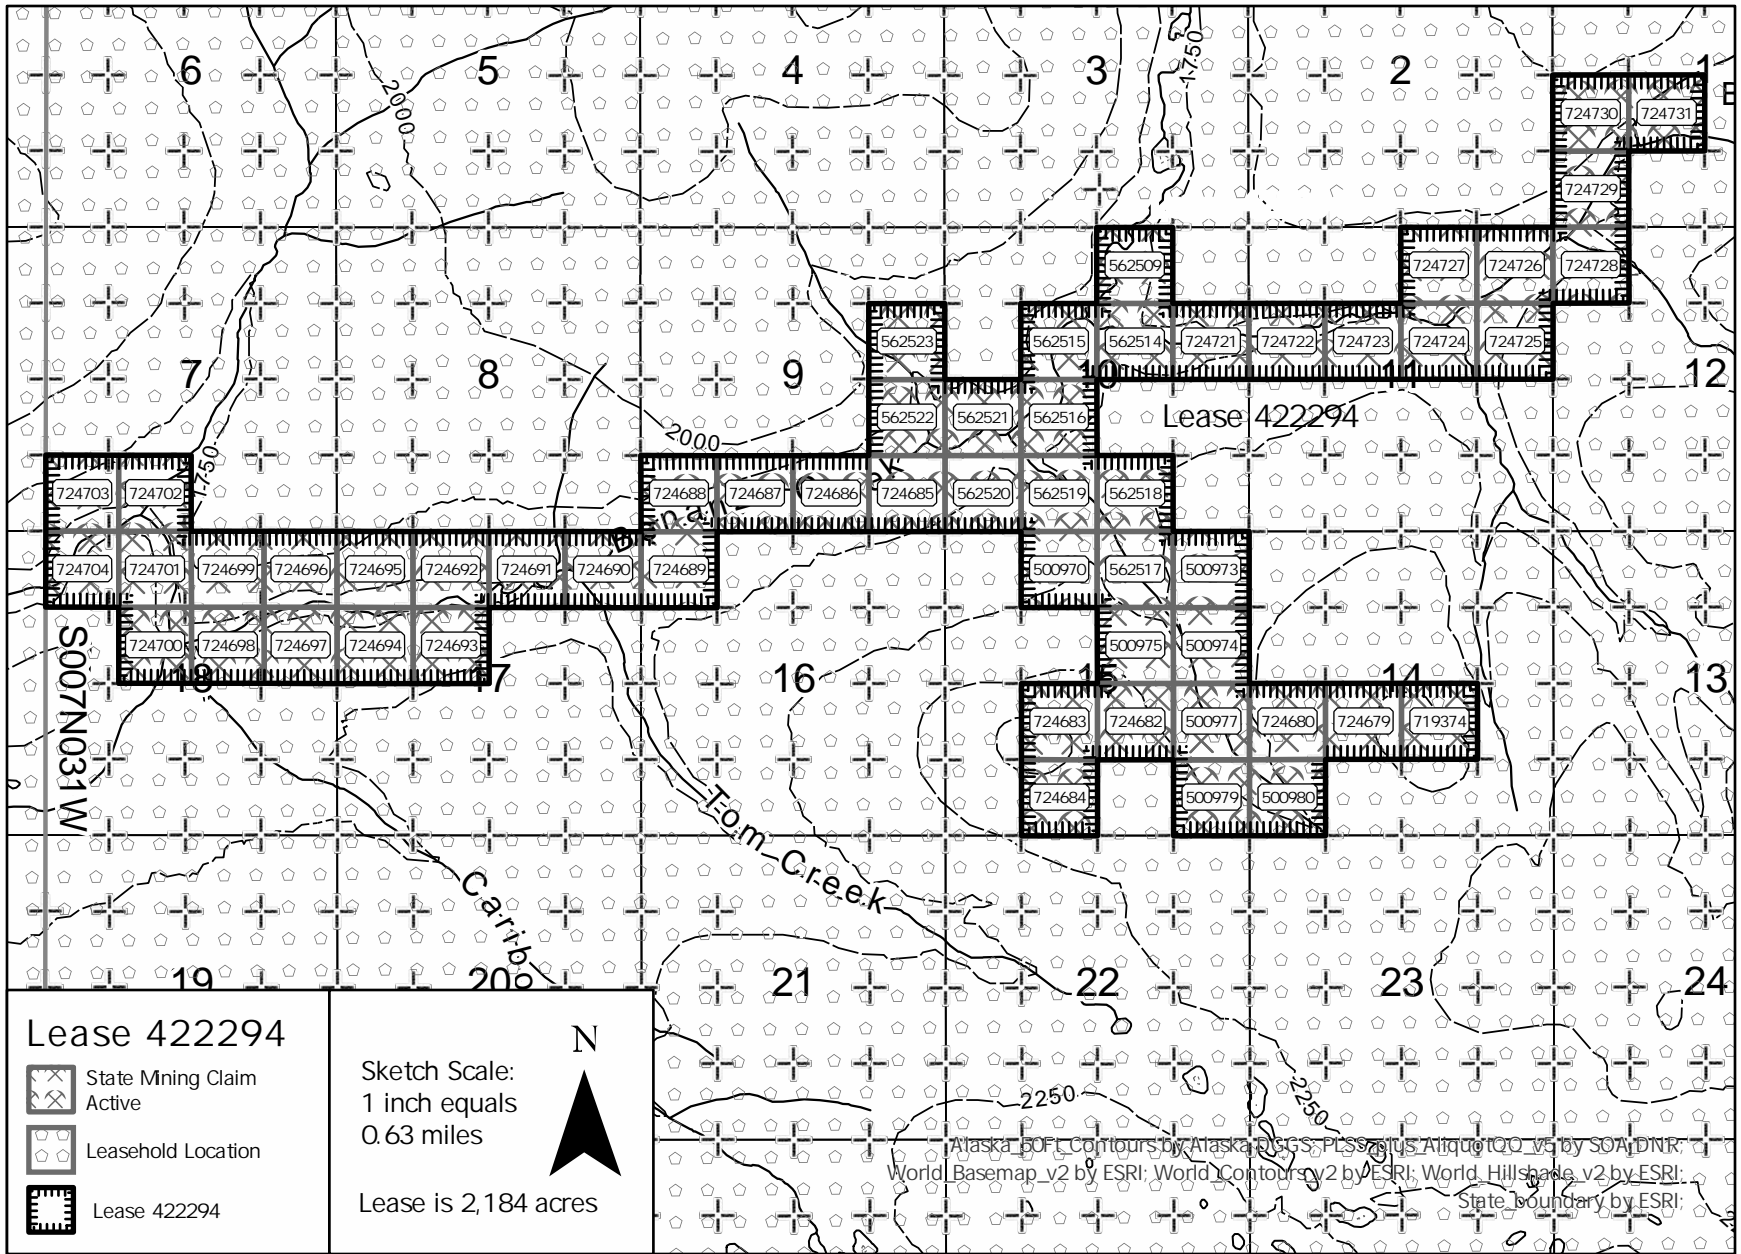 6 5 4 3 2 1
2000
1,750
724730 724731
724729
562509 724727 724726 724728
562523 562515 562514 724721 724722 724723 724724 724725
7 8 9 10 11 12
562522 562521 562516 Lease 422294
2000
1,750
724703 724702 724688 724687 724686 724685 562520 562519 562518
724704 724701 724699 724696 724695 724692 724691 724690 724689 500970 562517 500973
724700 724698 724697 724694 724693 500975 500974
18 17 16 15 14 13
S007N031W
724683 724682 500977 724680 724679 719374
724684 500979 500980
Tom Creek
Caribo
19 20 21 22 23 24
2250
2250
Lease 422294
State Mining Claim
Active
Leasehold Location
Lease 422294
N
Sketch Scale:
1 inch equals
0.63 miles
Lease is 2,184 acres
Alaska_50Ft_Contours by Alaska DGGS; PLSS plus_AliquotQQ_v5 by SOA DNR;
World_Basemap_v2 by ESRI; World_Contours_v2 by ESRI; World_Hillshade_v2 by ESRI;
State_boundary by ESRI;